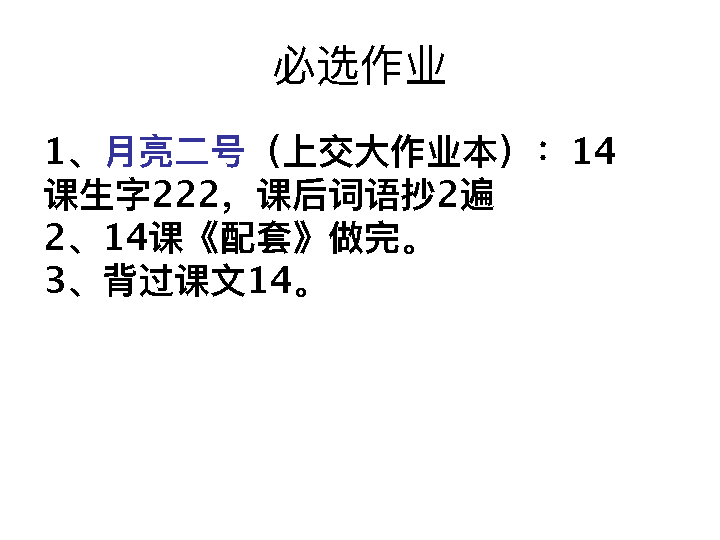 必选作业
1、月亮二号（上交大作业本）：14
课生字222，课后词语抄2遍
2、14课《配套》做完。
3、背过课文14。